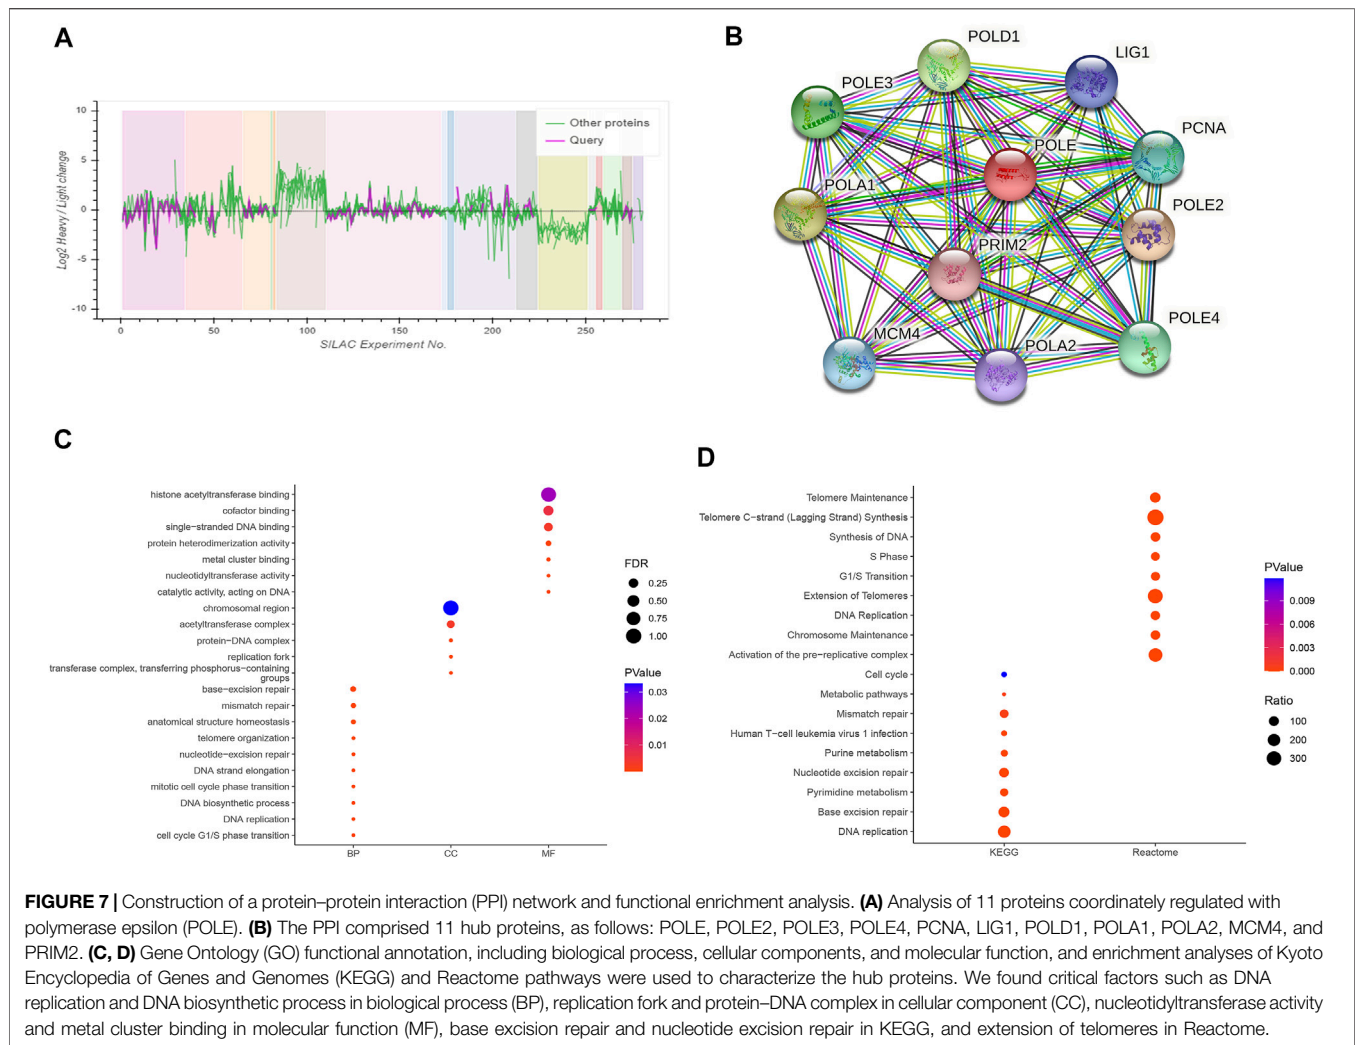 A
10
5
0
-5
-10
Log2 Heavy / Light change
Other proteins
Query
0
50
100
150
200
250
SILAC Experiment No.
B
POLD1
LIG1
POLE3
PCNA
POLE
POLA1
POLE2
PRIM2
POLE4
MCM4
POLA2
C
histone acetyltransferase binding
cofactor binding
single−stranded DNA binding
protein heterodimerization activity
metal cluster binding
nucleotidyltransferase activity
catalytic activity, acting on DNA
chromosomal region
acetyltransferase complex
protein−DNA complex
replication fork
transferase complex, transferring phosphorus−containing
groups
base−excision repair
mismatch repair
anatomical structure homeostasis
telomere organization
nucleotide−excision repair
DNA strand elongation
mitotic cell cycle phase transition
DNA biosynthetic process
DNA replication
cell cycle G1/S phase transition
BP
CC
MF
FDR
0.25
0.50
0.75
1.00
PValue
0.03
0.02
0.01
D
Telomere Maintenance
Telomere C−strand (Lagging Strand) Synthesis
Synthesis of DNA
S Phase
G1/S Transition
Extension of Telomeres
DNA Replication
Chromosome Maintenance
Activation of the pre−replicative complex
Cell cycle
Metabolic pathways
Mismatch repair
Human T−cell leukemia virus 1 infection
Purine metabolism
Nucleotide excision repair
Pyrimidine metabolism
Base excision repair
DNA replication
KEGG
Reactome
PValue
0.009
0.006
0.003
0.000
Ratio
100
200
300
FIGURE 7 | Construction of a protein–protein interaction (PPI) network and functional enrichment analysis. (A) Analysis of 11 proteins coordinately regulated with
polymerase epsilon (POLE). (B) The PPI comprised 11 hub proteins, as follows: POLE, POLE2, POLE3, POLE4, PCNA, LIG1, POLD1, POLA1, POLA2, MCM4, and
PRIM2. (C, D) Gene Ontology (GO) functional annotation, including biological process, cellular components, and molecular function, and enrichment analyses of Kyoto
Encyclopedia of Genes and Genomes (KEGG) and Reactome pathways were used to characterize the hub proteins. We found critical factors such as DNA
replication and DNA biosynthetic process in biological process (BP), replication fork and protein–DNA complex in cellular component (CC), nucleotidyltransferase activity
and metal cluster binding in molecular function (MF), base excision repair and nucleotide excision repair in KEGG, and extension of telomeres in Reactome.